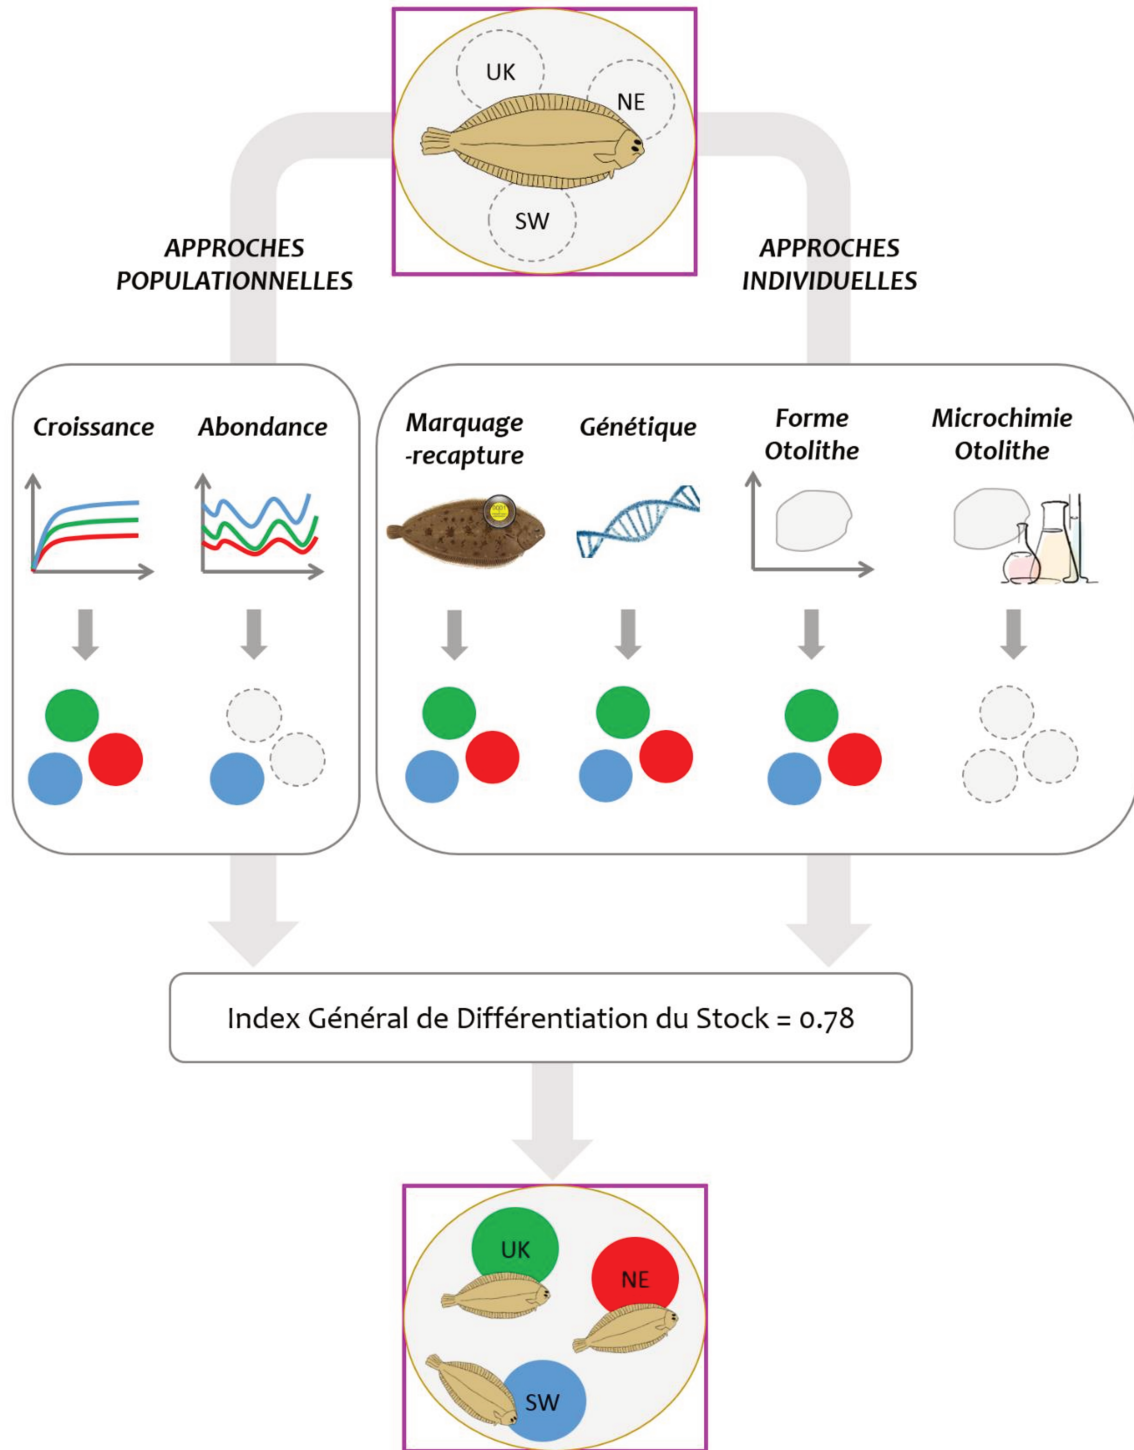 UK
NE
SW
APPROCHES
POPULATIONNELLES
APPROCHES
INDIVIDUELLES
Croissance
Abondance
Marquage
-recapture
Génétique
Forme
Otolithe
Microchimie
Otolithe
Index Général de Différentiation du Stock = 0.78
UK
NE
SW